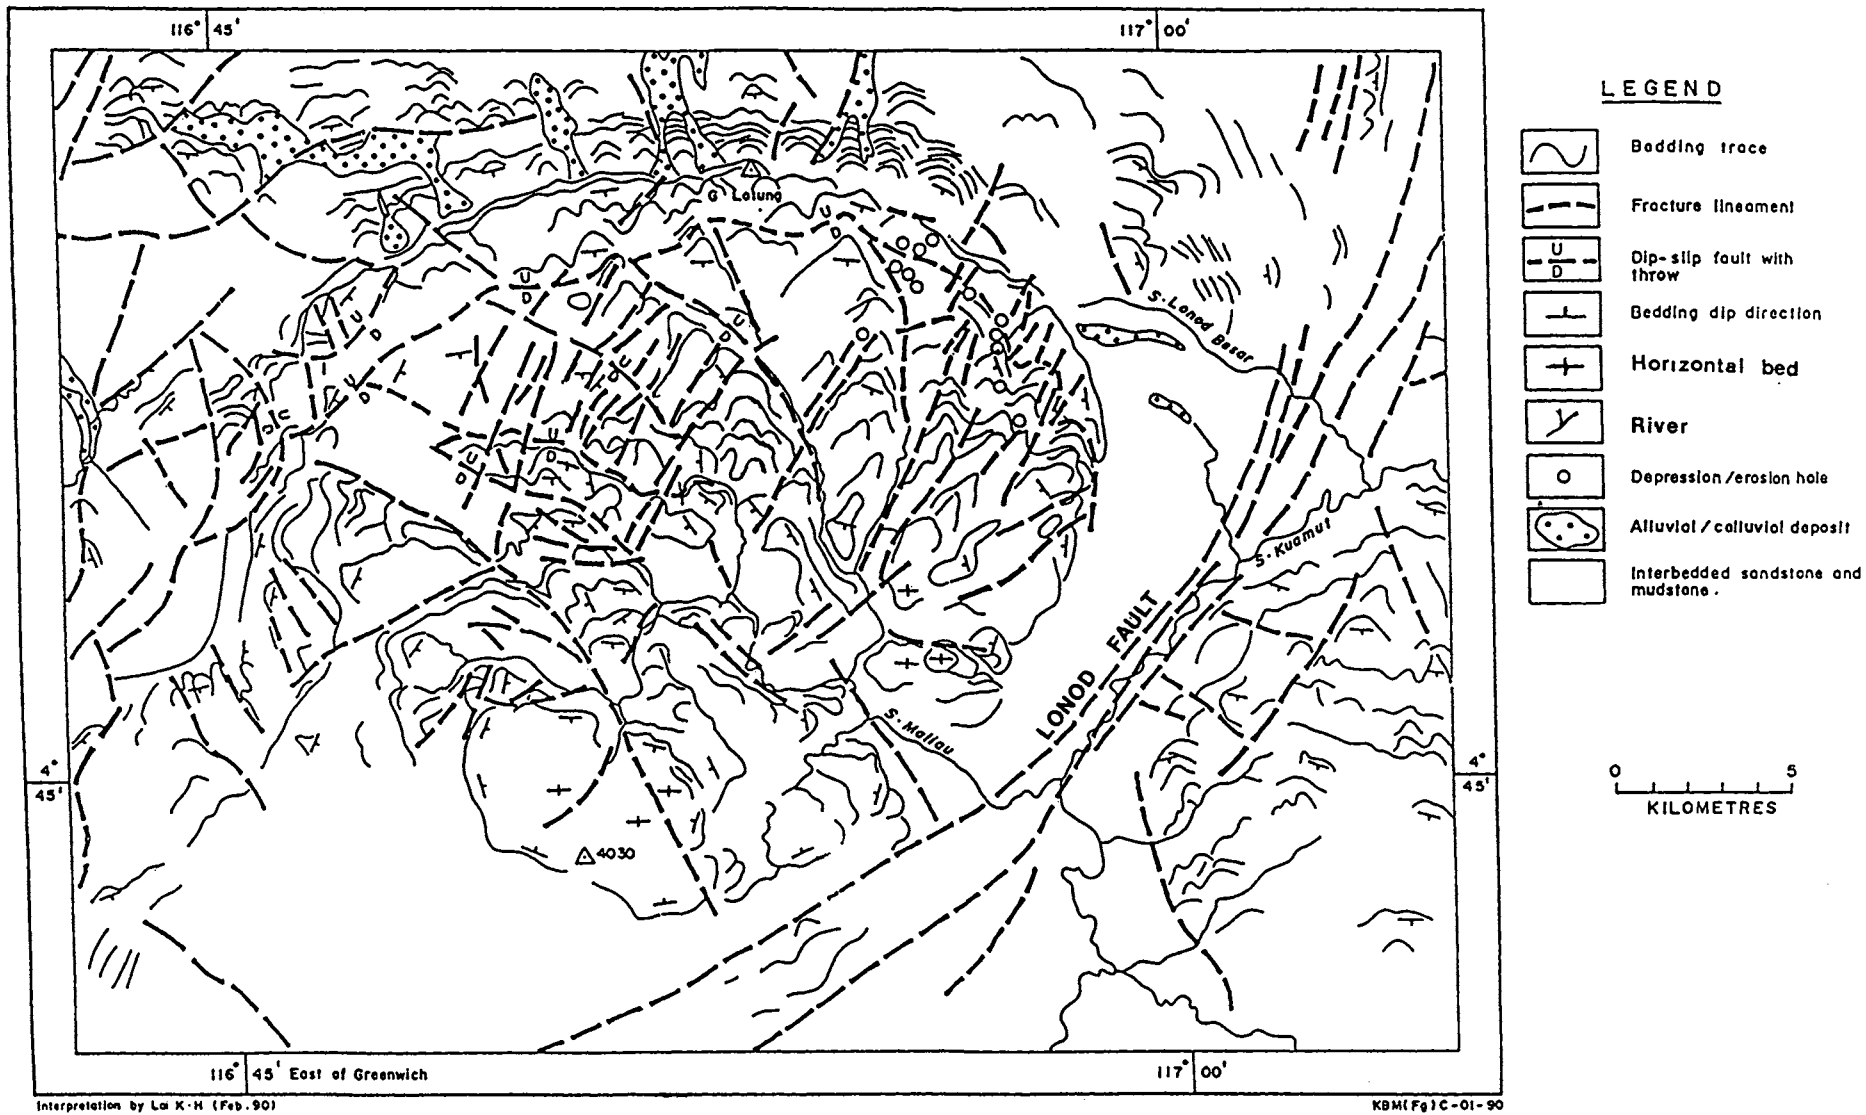 116° 45'
117° 00'
G Lotung
U
D
U
D
U
D
U
D
U
D
U
D
U
D
U
D
U
D
S. Lonod Besar
S. Kuamut
LONOD FAULT
S. Maliau
4030
4° 45'
4° 45'
116° 45' East of Greenwich
117° 00'
Interpretation by Lai K.H (Feb.90)
KBM(Fg)C-01-90
LEGEND
Bedding trace
Fracture lineament
U
D
Dip-slip fault with
throw
Bedding dip direction
Horizontal bed
River
Depression/erosion hole
Alluvial/colluvial deposit
Interbedded sandstone and
mudstone.
0 5
KILOMETRES